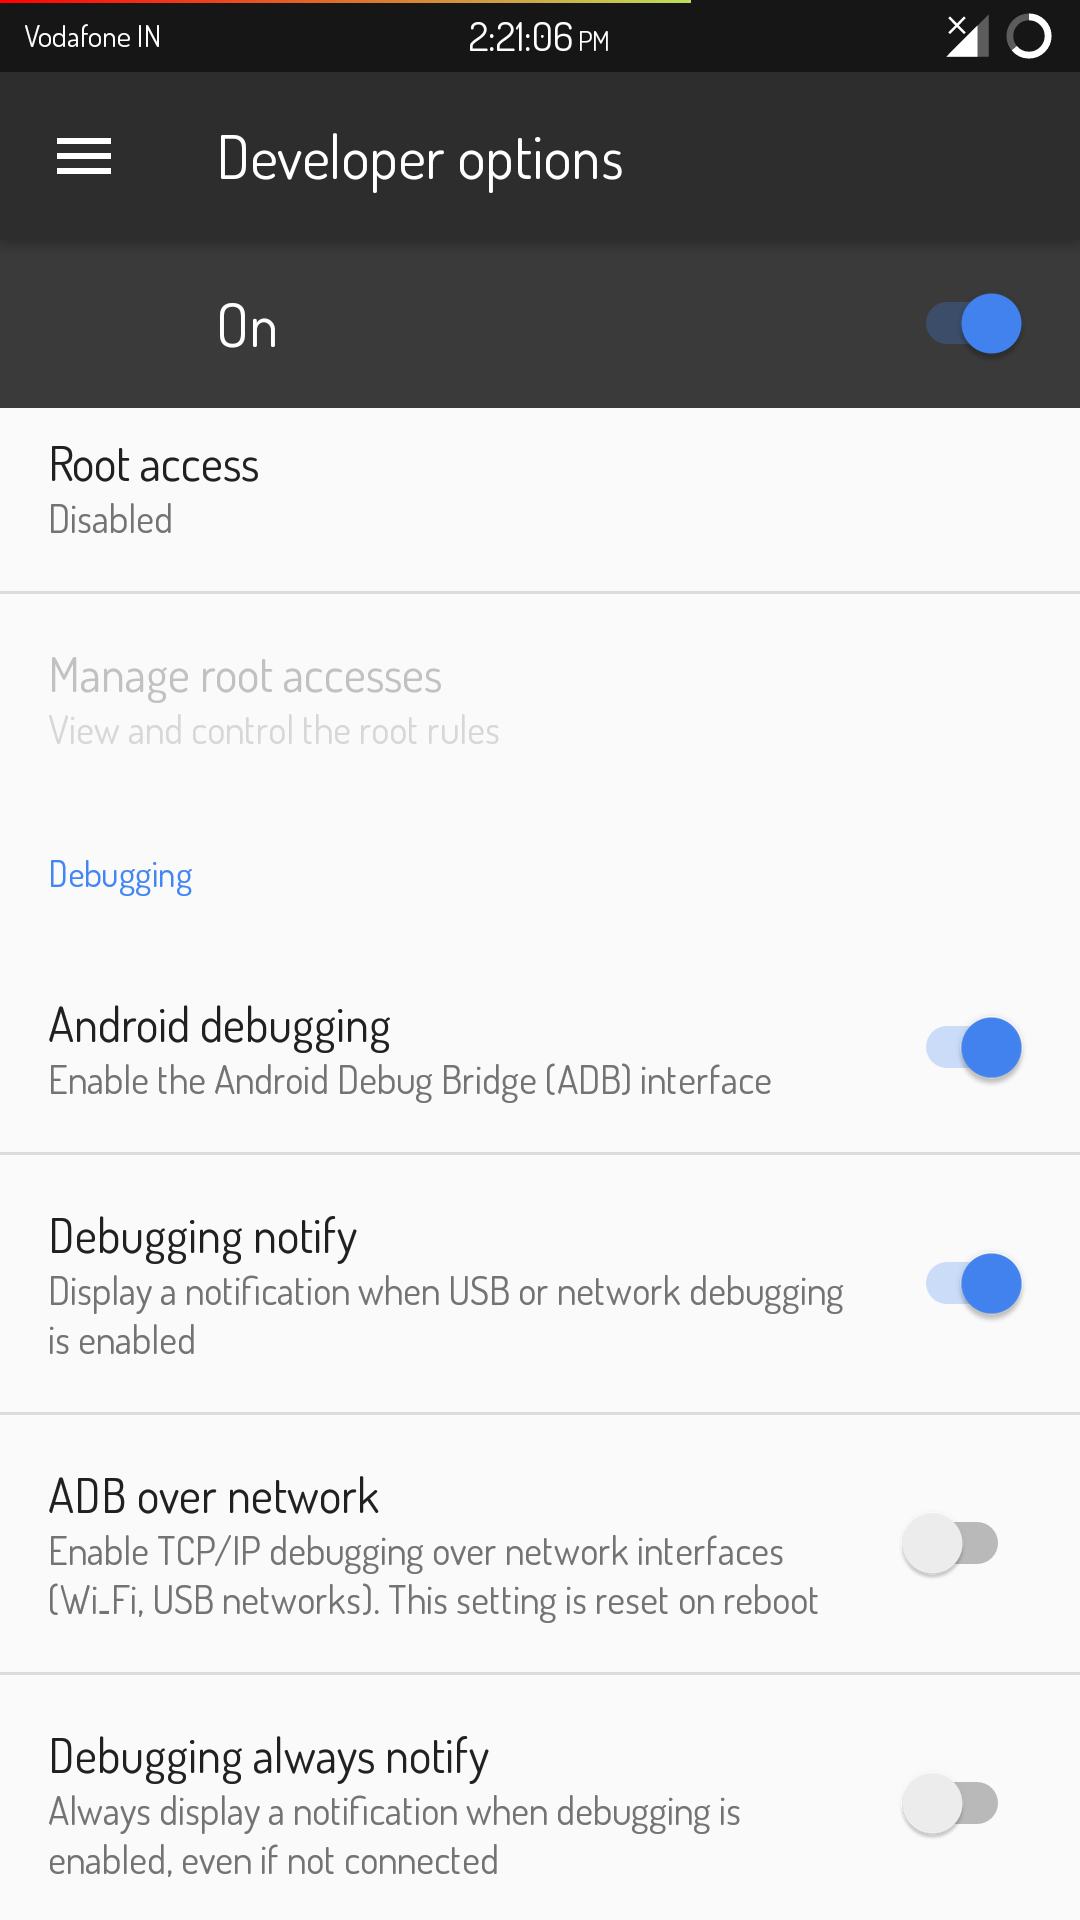 Vodafone IN
2:21:06 PM
Developer options
On
Root access
Disabled
Manage root accesses
View and control the root rules
Debugging
Android debugging
Enable the Android Debug Bridge (ADB) interface
Debugging notify
Display a notification when USB or network debugging
is enabled
ADB over network
Enable TCP/IP debugging over network interfaces
(Wi-Fi, USB networks). This setting is reset on reboot
Debugging always notify
Always display a notification when debugging is
enabled, even if not connected